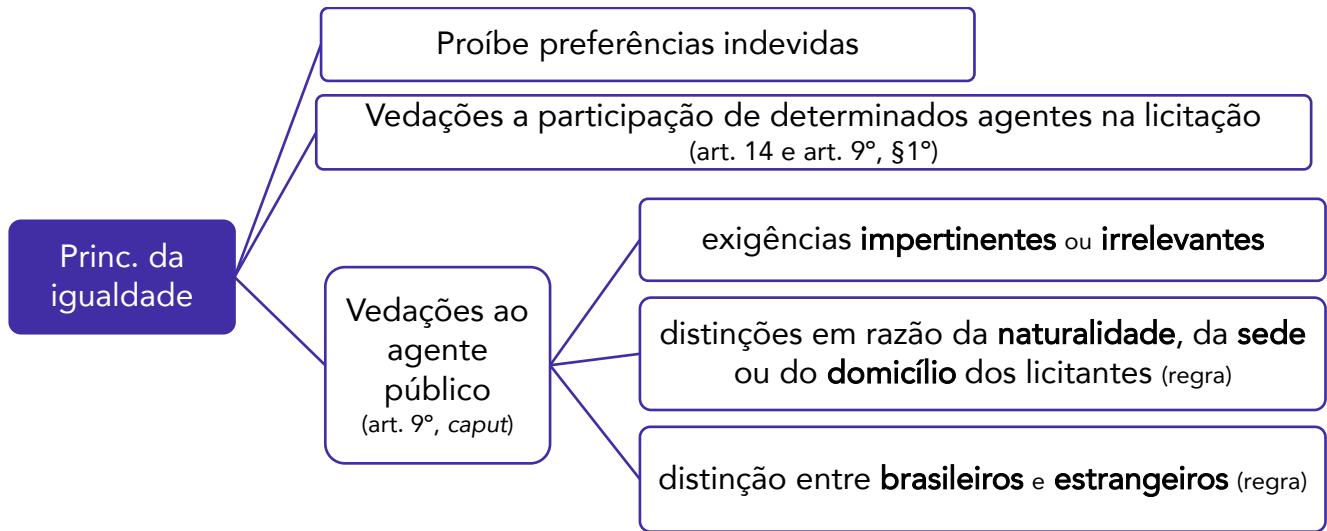 Proíbe preferências indevidas
Vedações a participação de determinados agentes na licitação
(art. 14 e art. 9º, §1º)
Princ. da
igualdade
Vedações ao
agente
público
(art. 9º, caput)
exigências impertinentes ou irrelevantes
distinções em razão da naturalidade, da sede
ou do domicílio dos licitantes (regra)
distinção entre brasileiros e estrangeiros (regra)